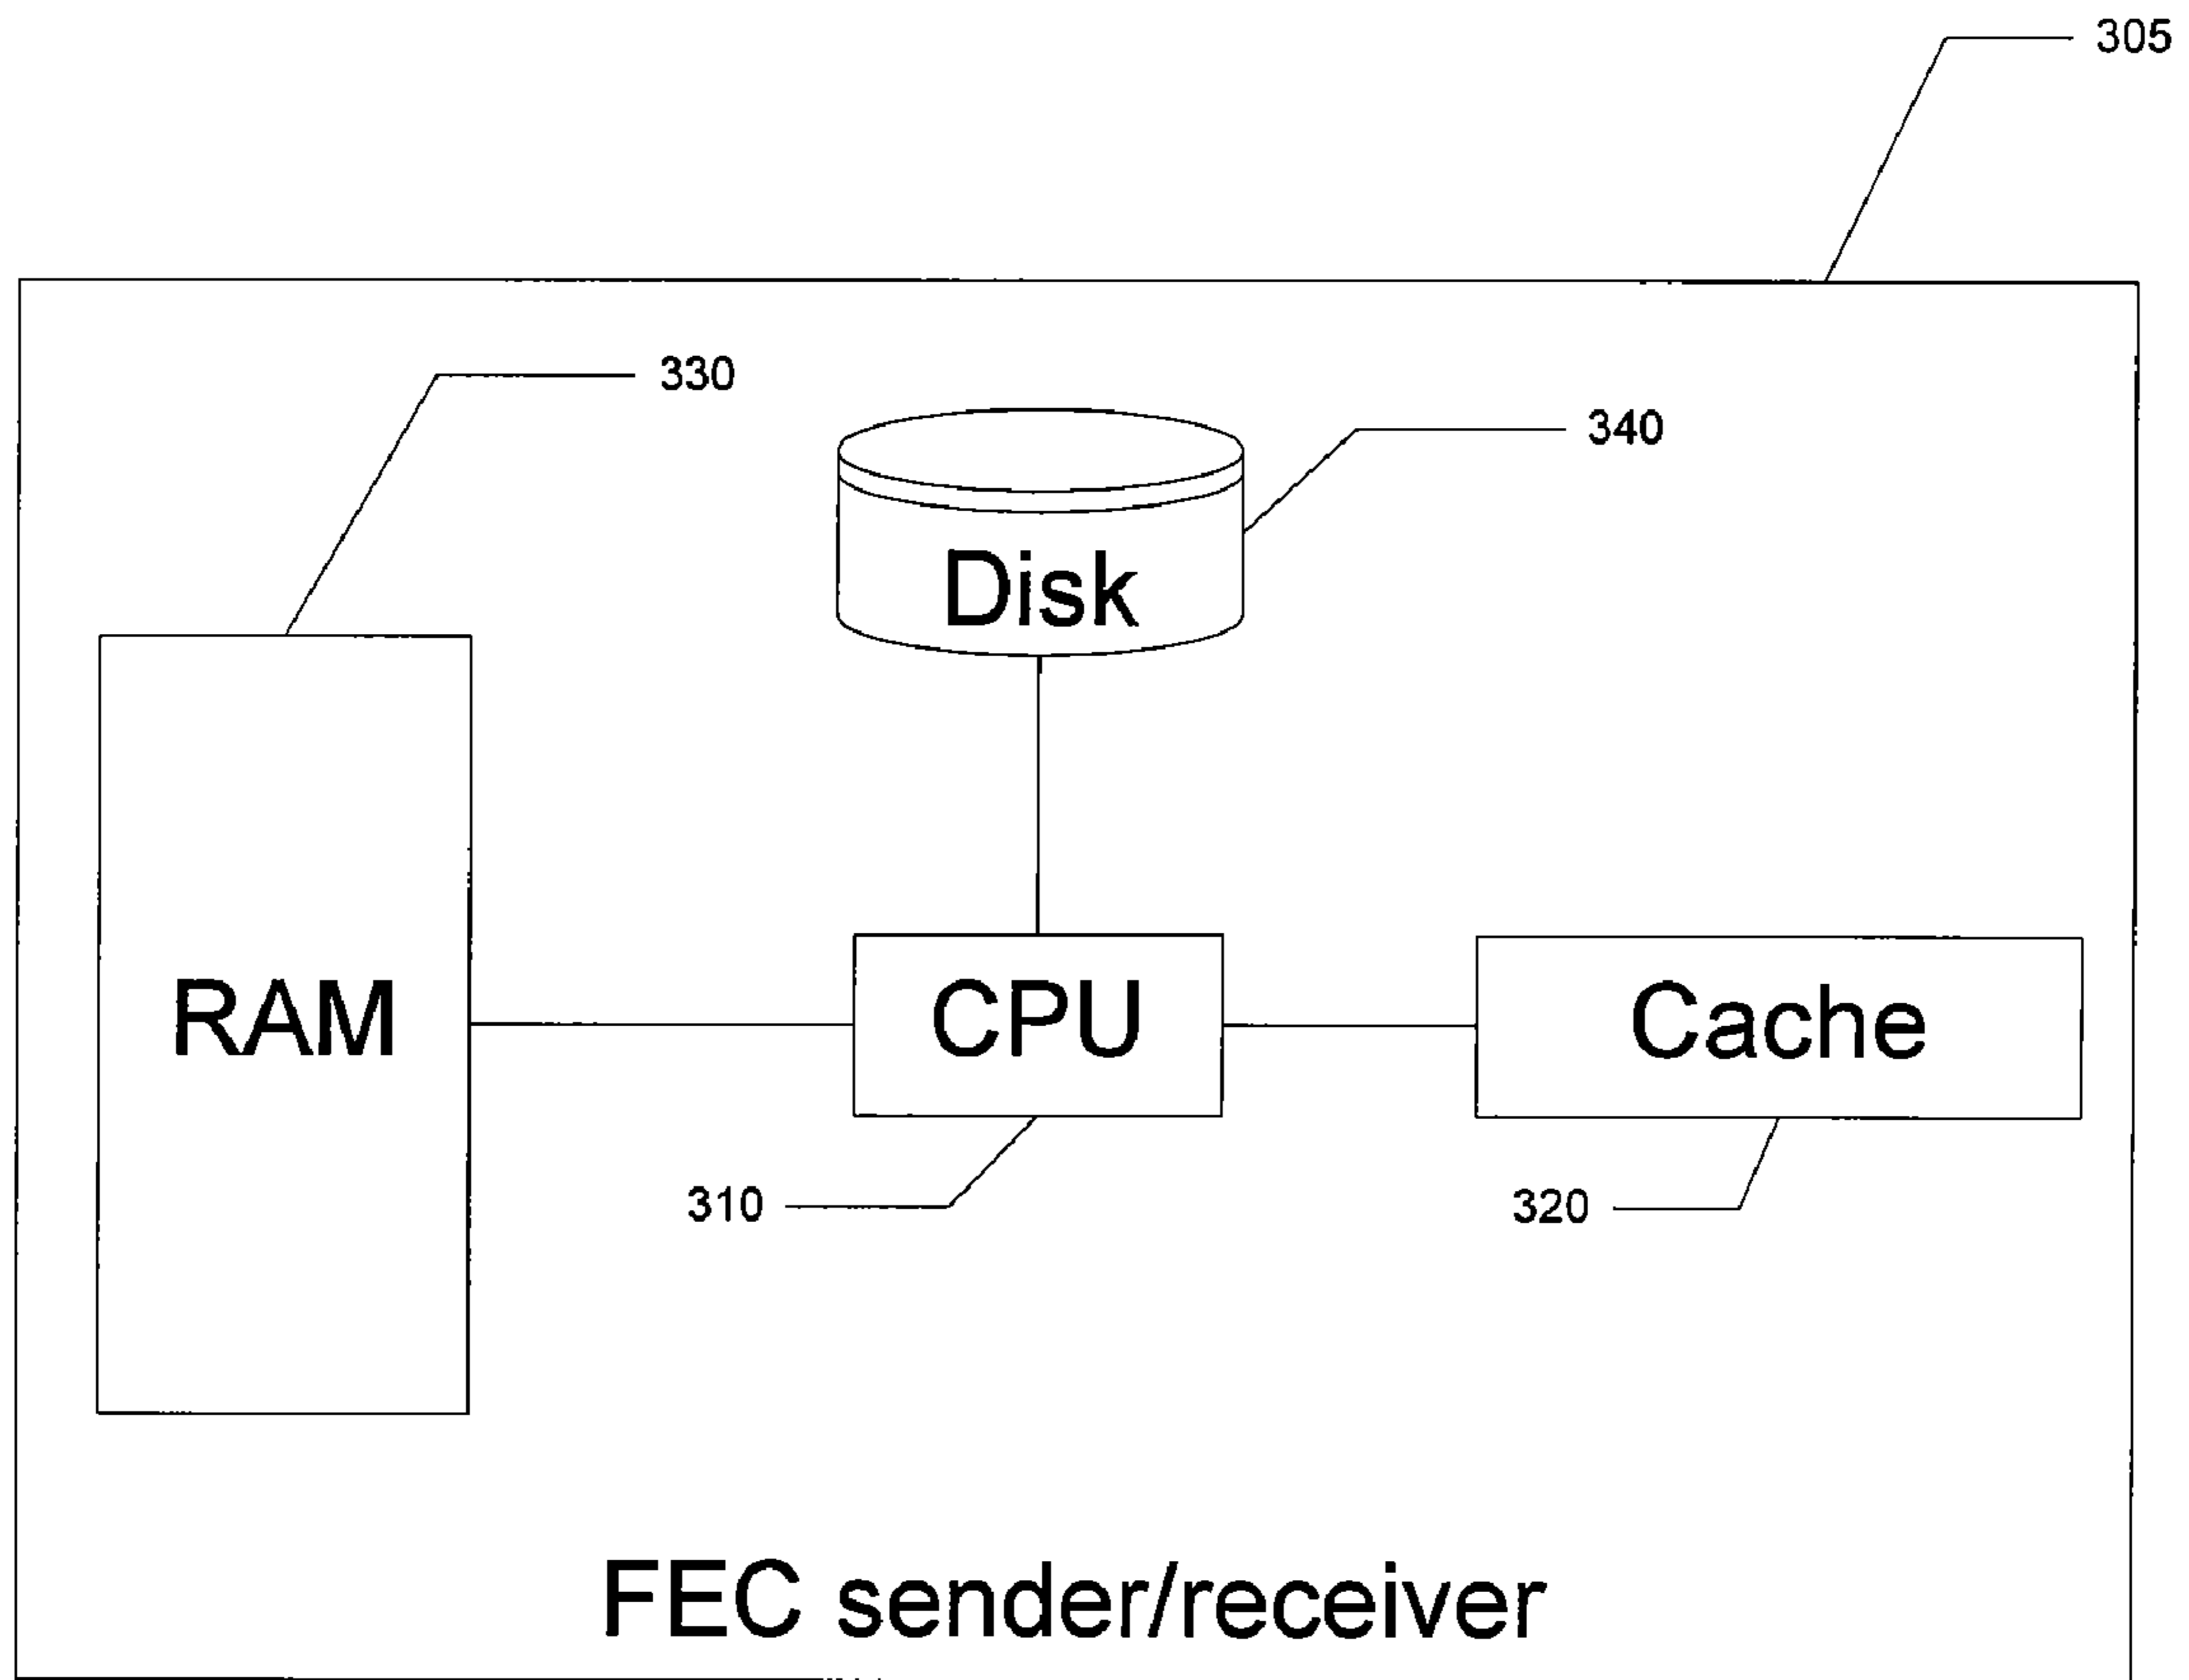 305
330
340
Disk
RAM
CPU
Cache
310
320
FEC sender/receiver